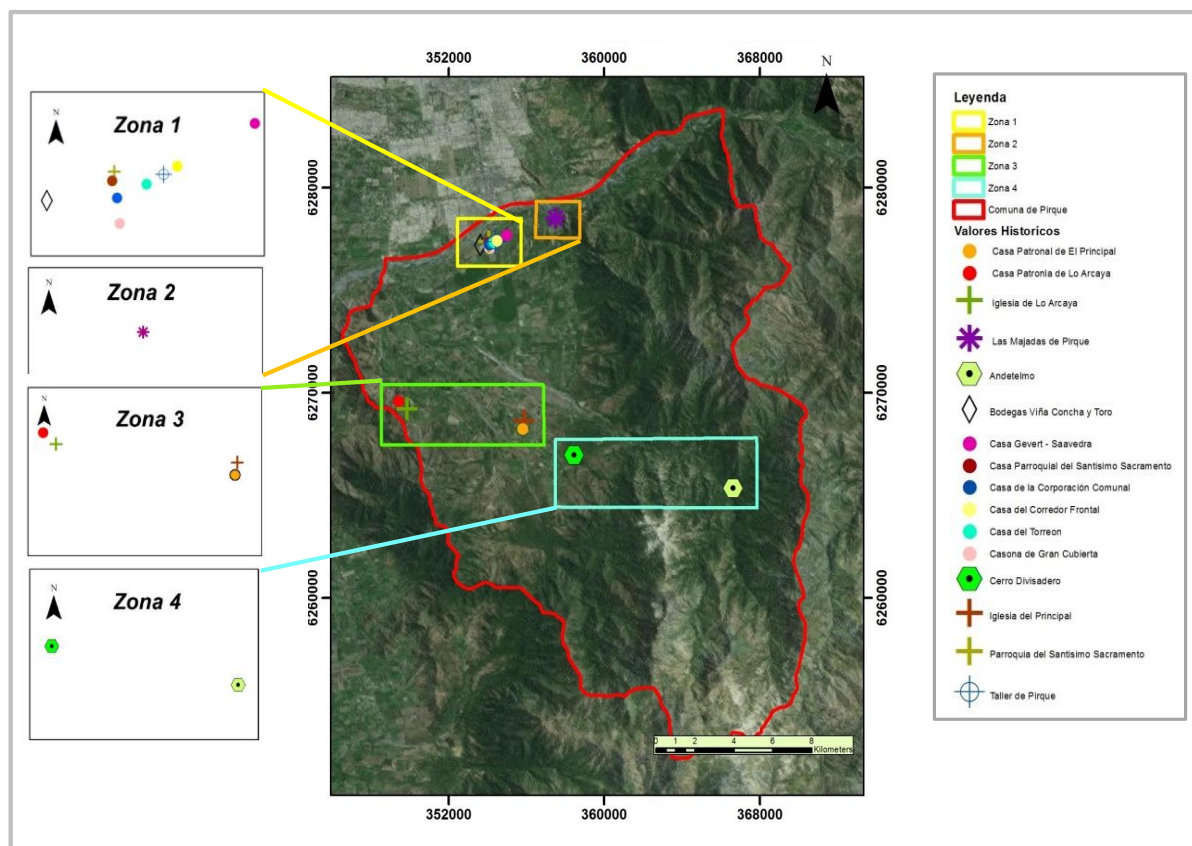 N
Zona 1
N
Zona 2
N
Zona 3
N
Zona 4
352000
360000
368000
N
6280000
6270000
6260000
6280000
6270000
6260000
0 1 2 4 6 8
Kilometers
352000
360000
368000
Leyenda
Zona 1
Zona 2
Zona 3
Zona 4
Comuna de Pirque
Valores Historicos
Casa Patronal de El Principal
Casa Patronla de Lo Arcaya
Iglesia de Lo Arcaya
Las Majadas de Pirque
Andetelmo
Bodegas Viña Concha y Toro
Casa Gevert - Saavedra
Casa Parroquial del Santisimo Sacramento
Casa de la Corporación Comunal
Casa del Corredor Frontal
Casa del Torreon
Casona de Gran Cubierta
Cerro Divisadero
Iglesia del Principal
Parroquia del Santisimo Sacramento
Taller de Pirque